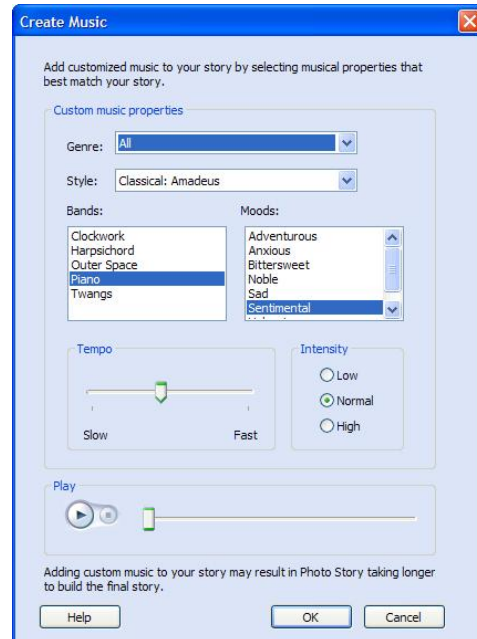 Create Music
Add customized music to your story by selecting musical properties that
best match your story.
Custom music properties
Genre: All
Style: Classical: Amadeus
Bands:
Clockwork
Harpsichord
Outer Space
Piano
Twangs
Moods:
Adventurous
Anxious
Bittersweet
Noble
Sad
Sentimental
Tempo
Slow Fast
Intensity
Low
Normal
High
Play
Adding custom music to your story may result in Photo Story taking longer
to build the final story.
Help OK Cancel